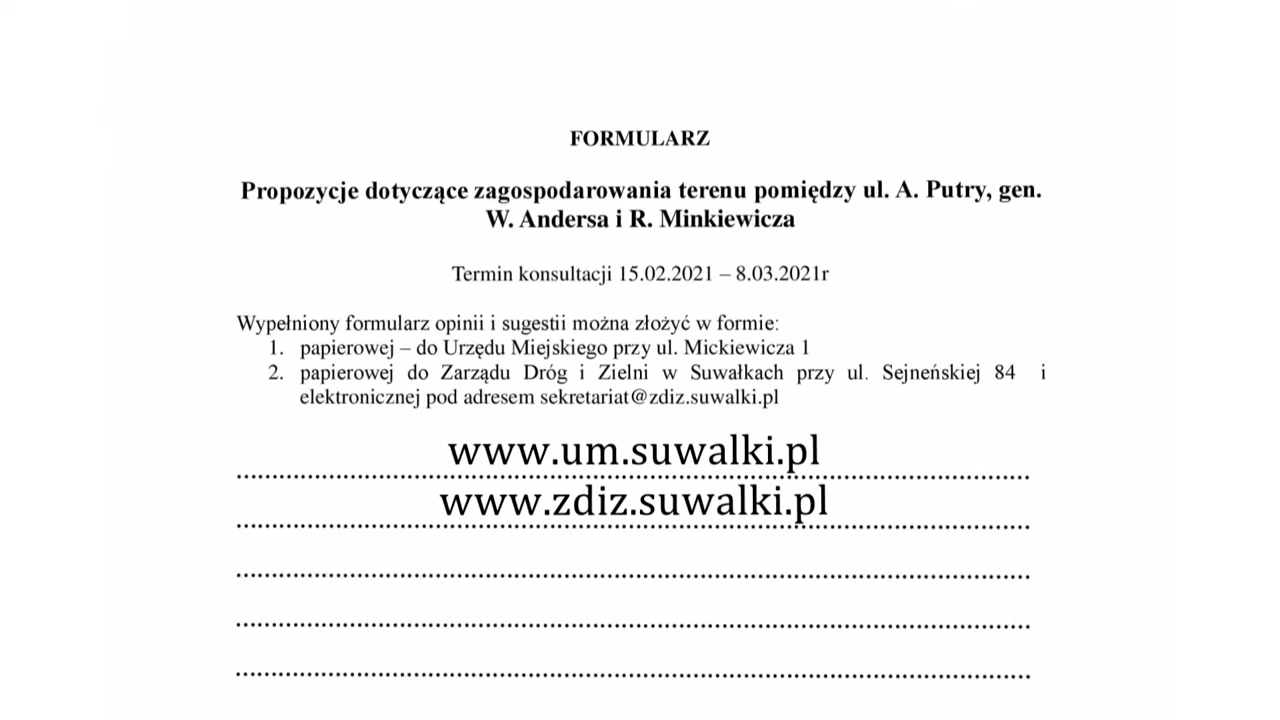 FORMULARZ
Propozycje dotyczące zagospodarowania terenu pomiędzy ul. A. Putry, gen.
W. Andersa i R. Minkiewicza
Termin konsultacji 15.02.2021 – 8.03.2021r
Wypełniony formularz opinii i sugestii można złożyć w formie:
1. papierowej – do Urzędu Miejskiego przy ul. Mickiewicza 1
2. papierowej do Zarządu Dróg i Zielni w Suwałkach przy ul. Sejneńskiej 84 i
elektronicznej pod adresem sekretariat@zdiz.suwalki.pl
www.um.suwalki.pl
www.zdiz.suwalki.pl